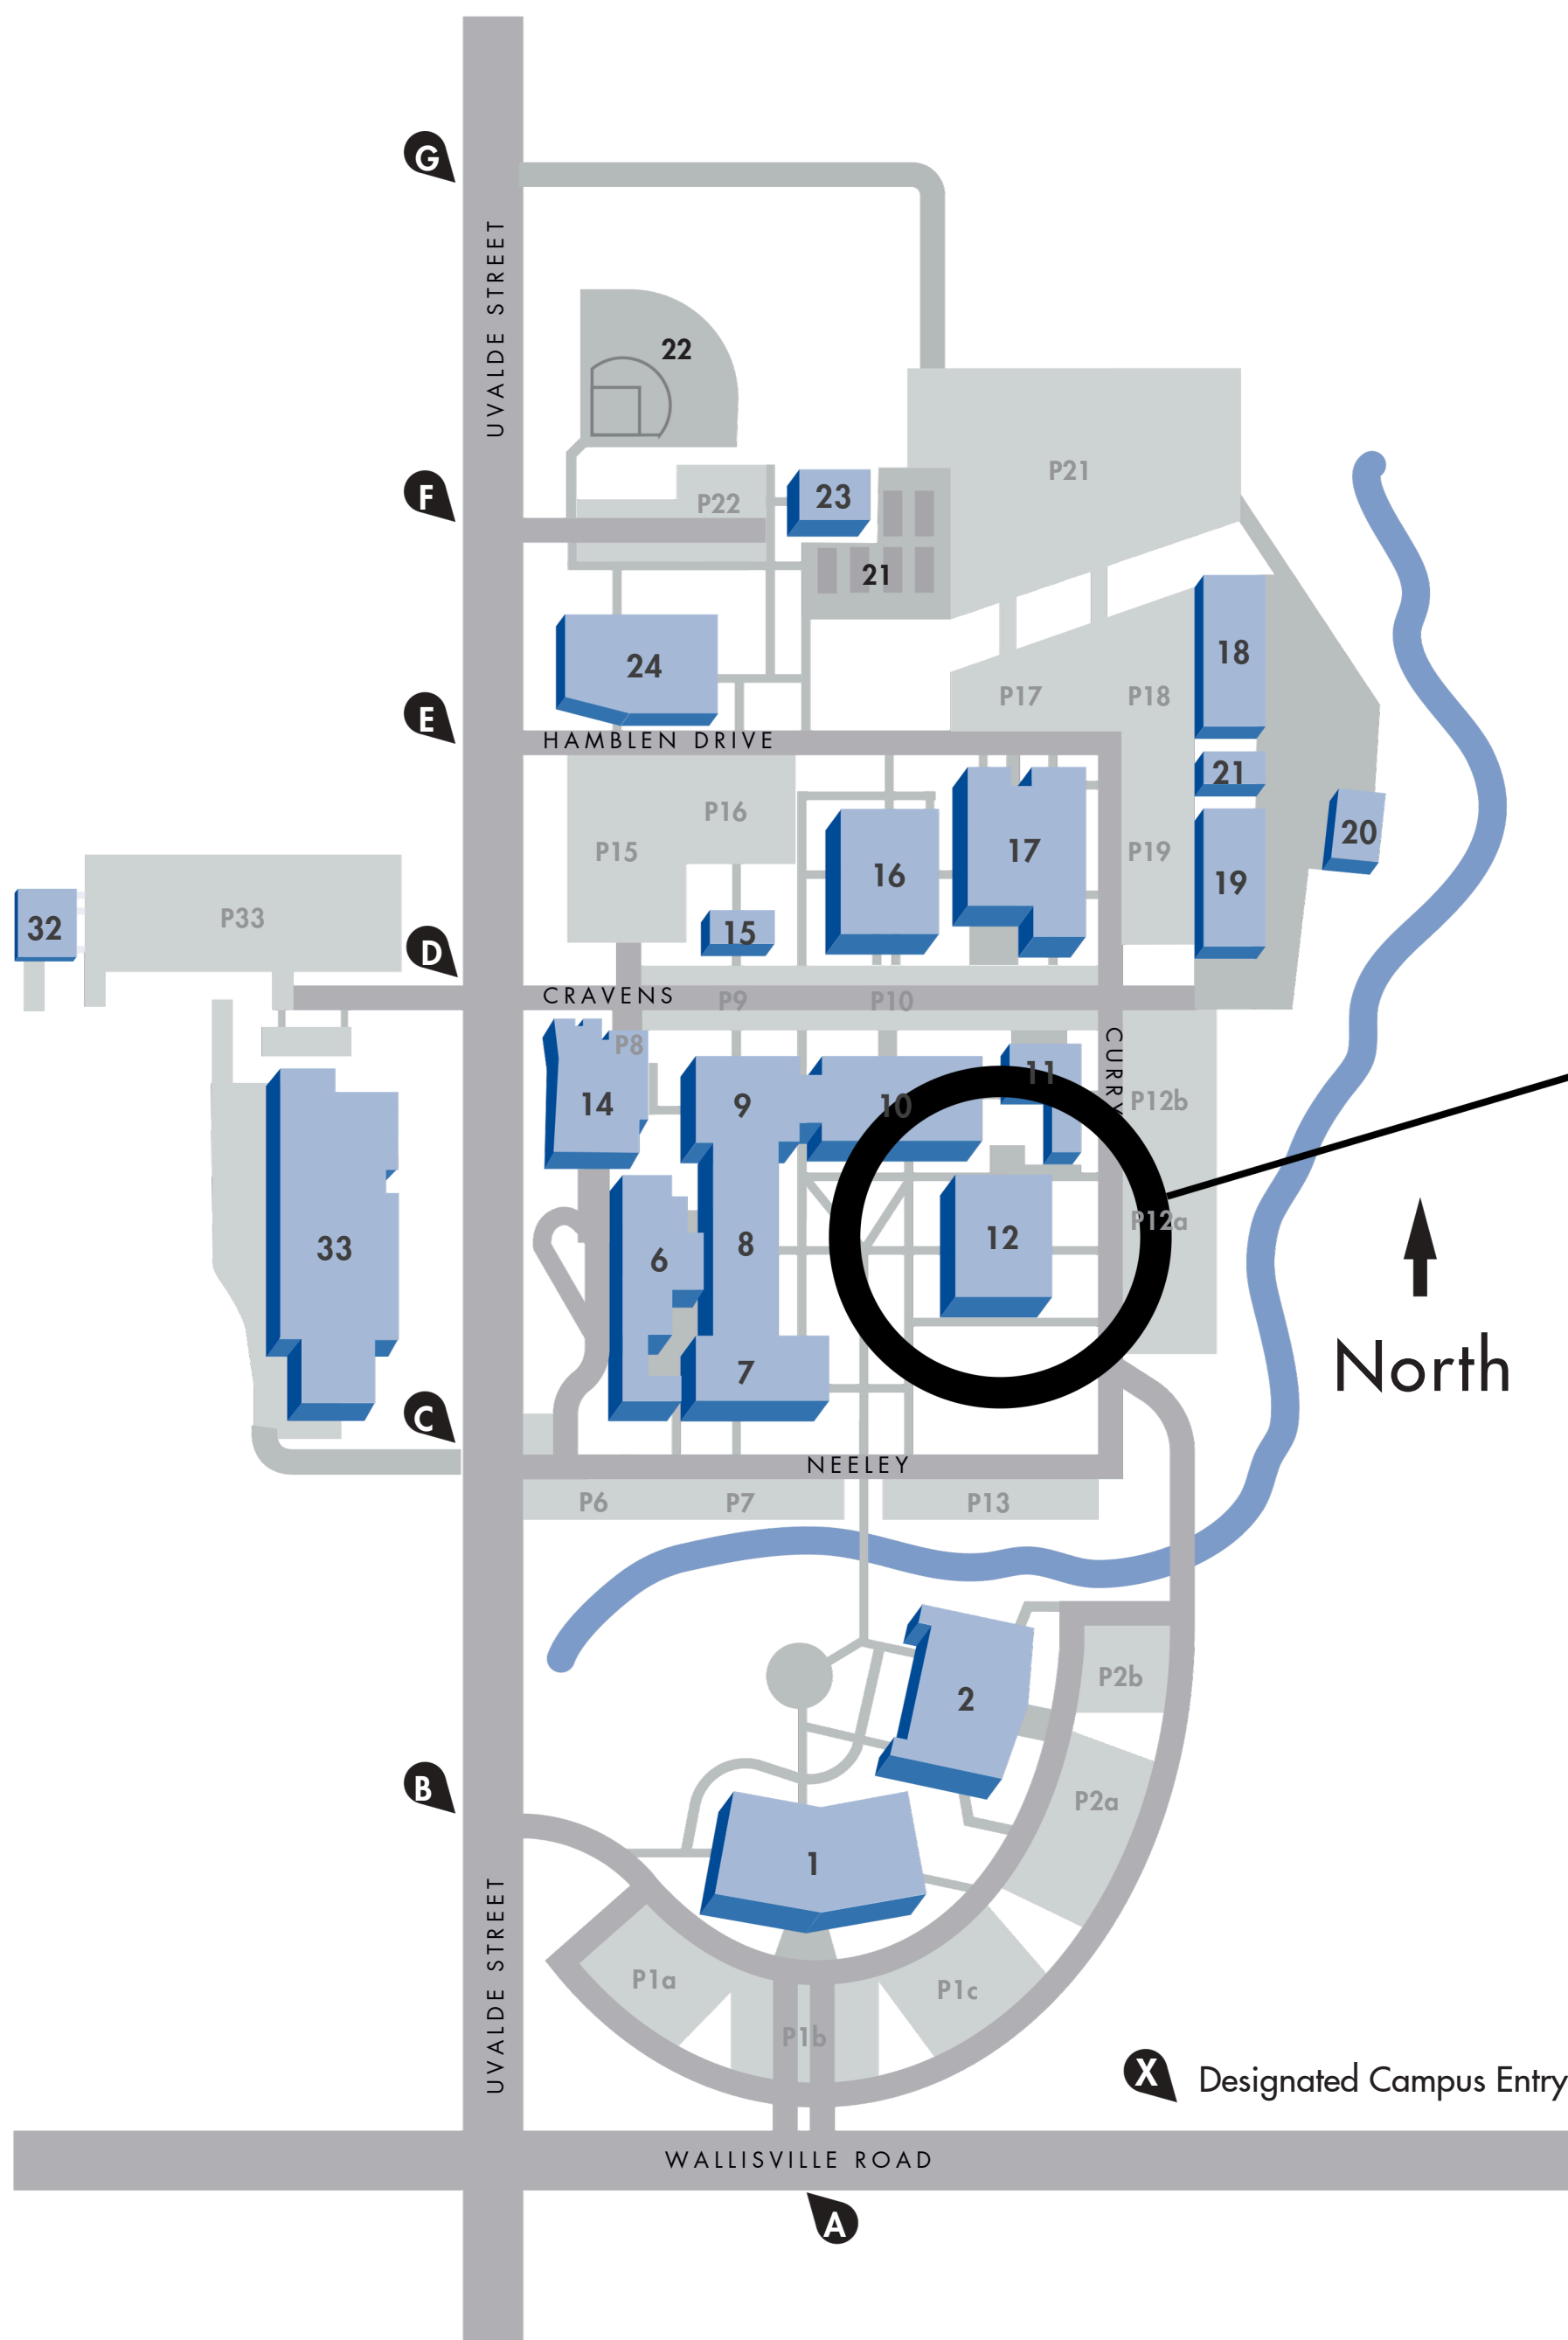 G
UVALDE STREET
22
F
P22
23
P21
21
24
18
P17
P18
E
HAMBLEN DRIVE
21
P16
P15
16
17
P19
20
19
32
P33
15
D
CRAVENS
P9
P10
P8
CURRY
11
14
9
10
P12b
33
6
8
12
P12a
North
7
C
NEELEY
P6
P7
P13
2
P2b
B
P2a
1
UVALDE STREET
P1a
P1c
P1b
X Designated Campus Entry
WALLISVILLE ROAD
A